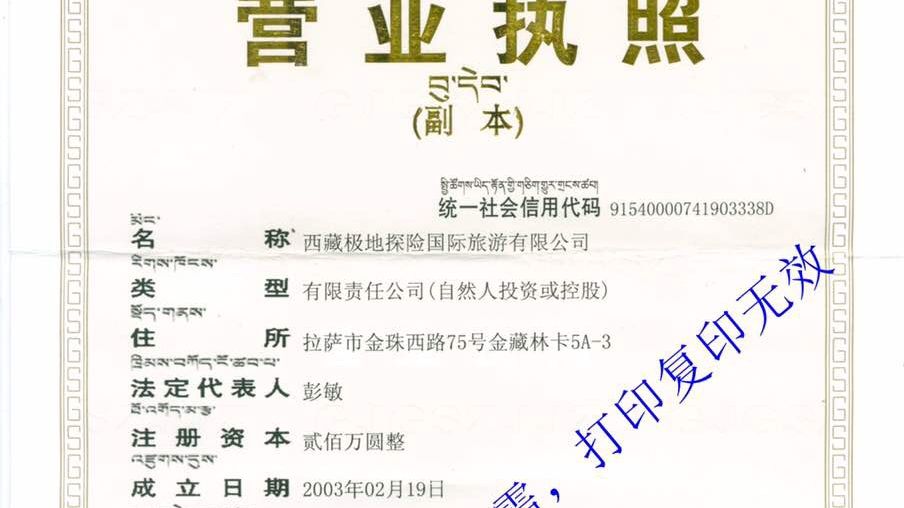 营业执照
བུ་དེབ་
(副 本)
སྤྱི་ཚོགས་ཡིད་རྟོན་གྱི་གཅིག་གྱུར་གྲངས་ཚབ།
统一社会信用代码 91540000741903338D
མིང་
名 称 西藏极地探险国际旅游有限公司
རིགས་ཁོངས་
类 型 有限责任公司(自然人投资或控股)
སྡོད་གནས་
住 所 拉萨市金珠西路75号金藏林卡5A-3
ཁྲིམས་བཀོད་ངོ་ཚབ་པ་
法定代表人 彭敏
ཐོ་འགོད་མ་རྩ་
注 册 资 本 贰佰万圆整
འཛུགས་དུས་
成 立 日 期 2003年02月19日
需，打印复印无效